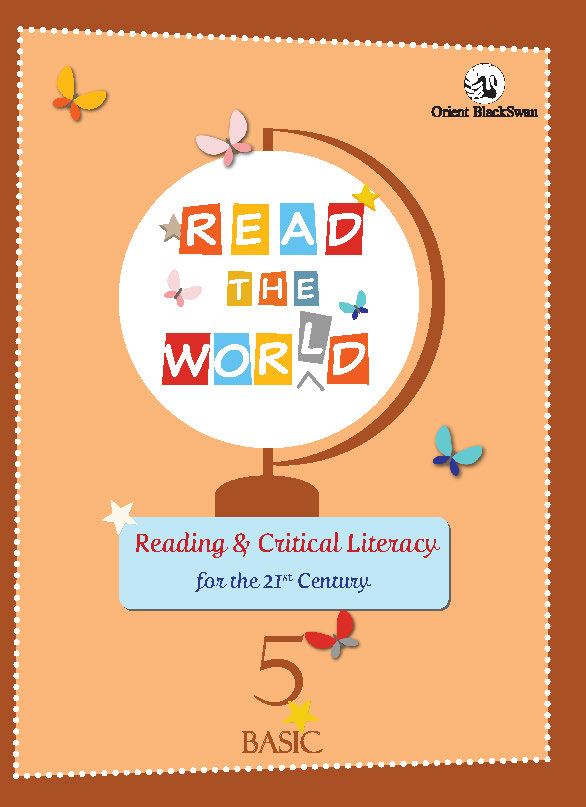 Orient BlackSwan
READ
THE
WORLD
Reading & Critical Literacy
for the 21st Century
5
BASIC